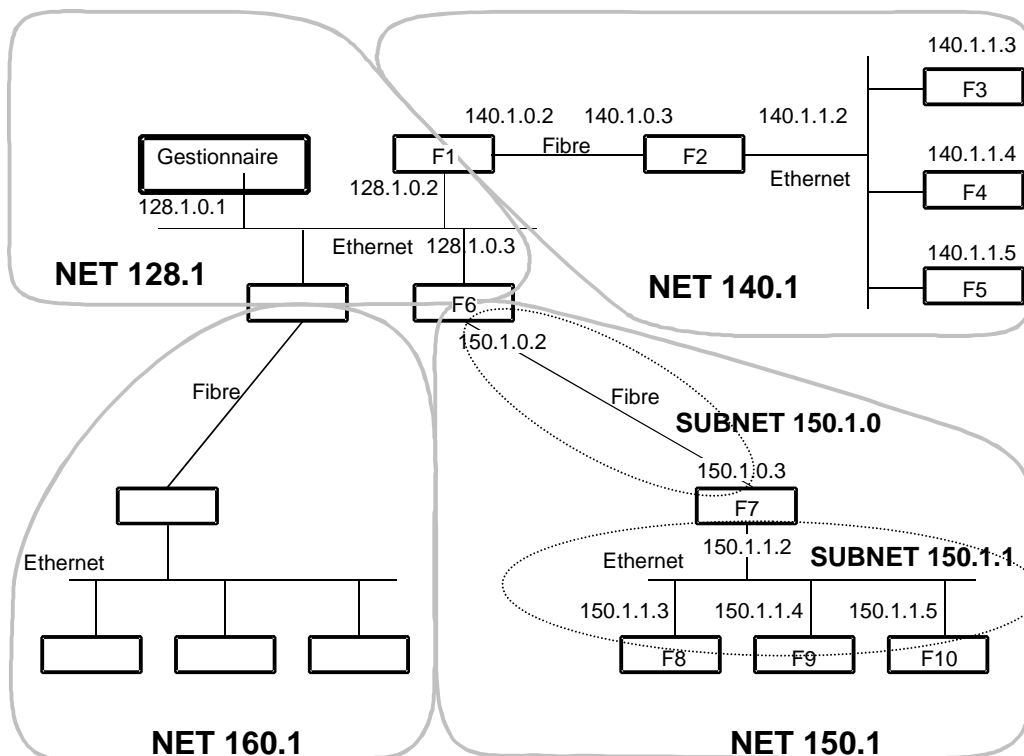 140.1.1.3
F3
140.1.0.2
140.1.0.3
140.1.1.2
Gestionnaire
F1
Fibre
F2
140.1.1.4
Ethernet
F4
128.1.0.1
128.1.0.2
Ethernet
128.1.0.3
140.1.1.5
NET 128.1
NET 140.1
F5
F6
150.1.0.2
Fibre
Fibre
SUBNET 150.1.0
150.1.0.3
F7
Ethernet
150.1.1.2
Ethernet
SUBNET 150.1.1
150.1.1.3
150.1.1.4
150.1.1.5
F8
F9
F10
NET 160.1
NET 150.1